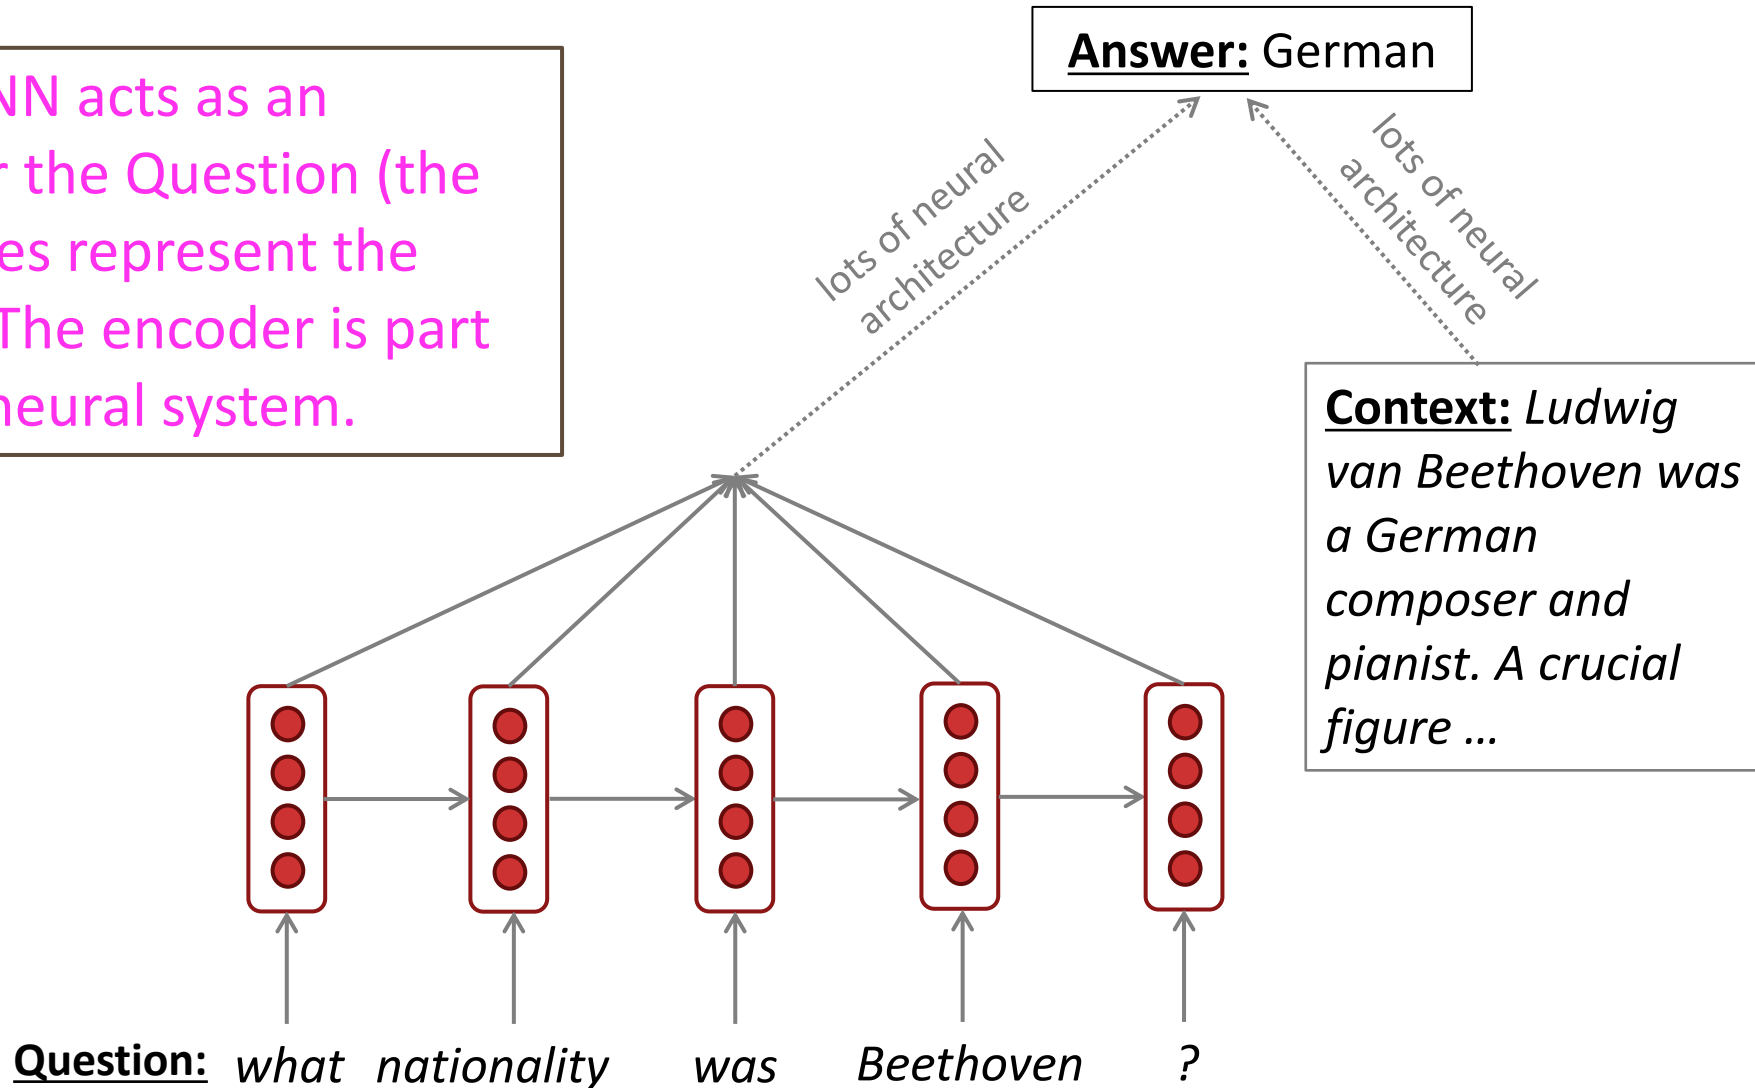 Answer: German
NN acts as an
r the Question (the
es represent the
The encoder is part
neural system.
lots of neural
architecture
lots of neural
architecture
Context: Ludwig
van Beethoven was
a German
composer and
pianist. A crucial
figure ...
Question: what nationality was Beethoven ?